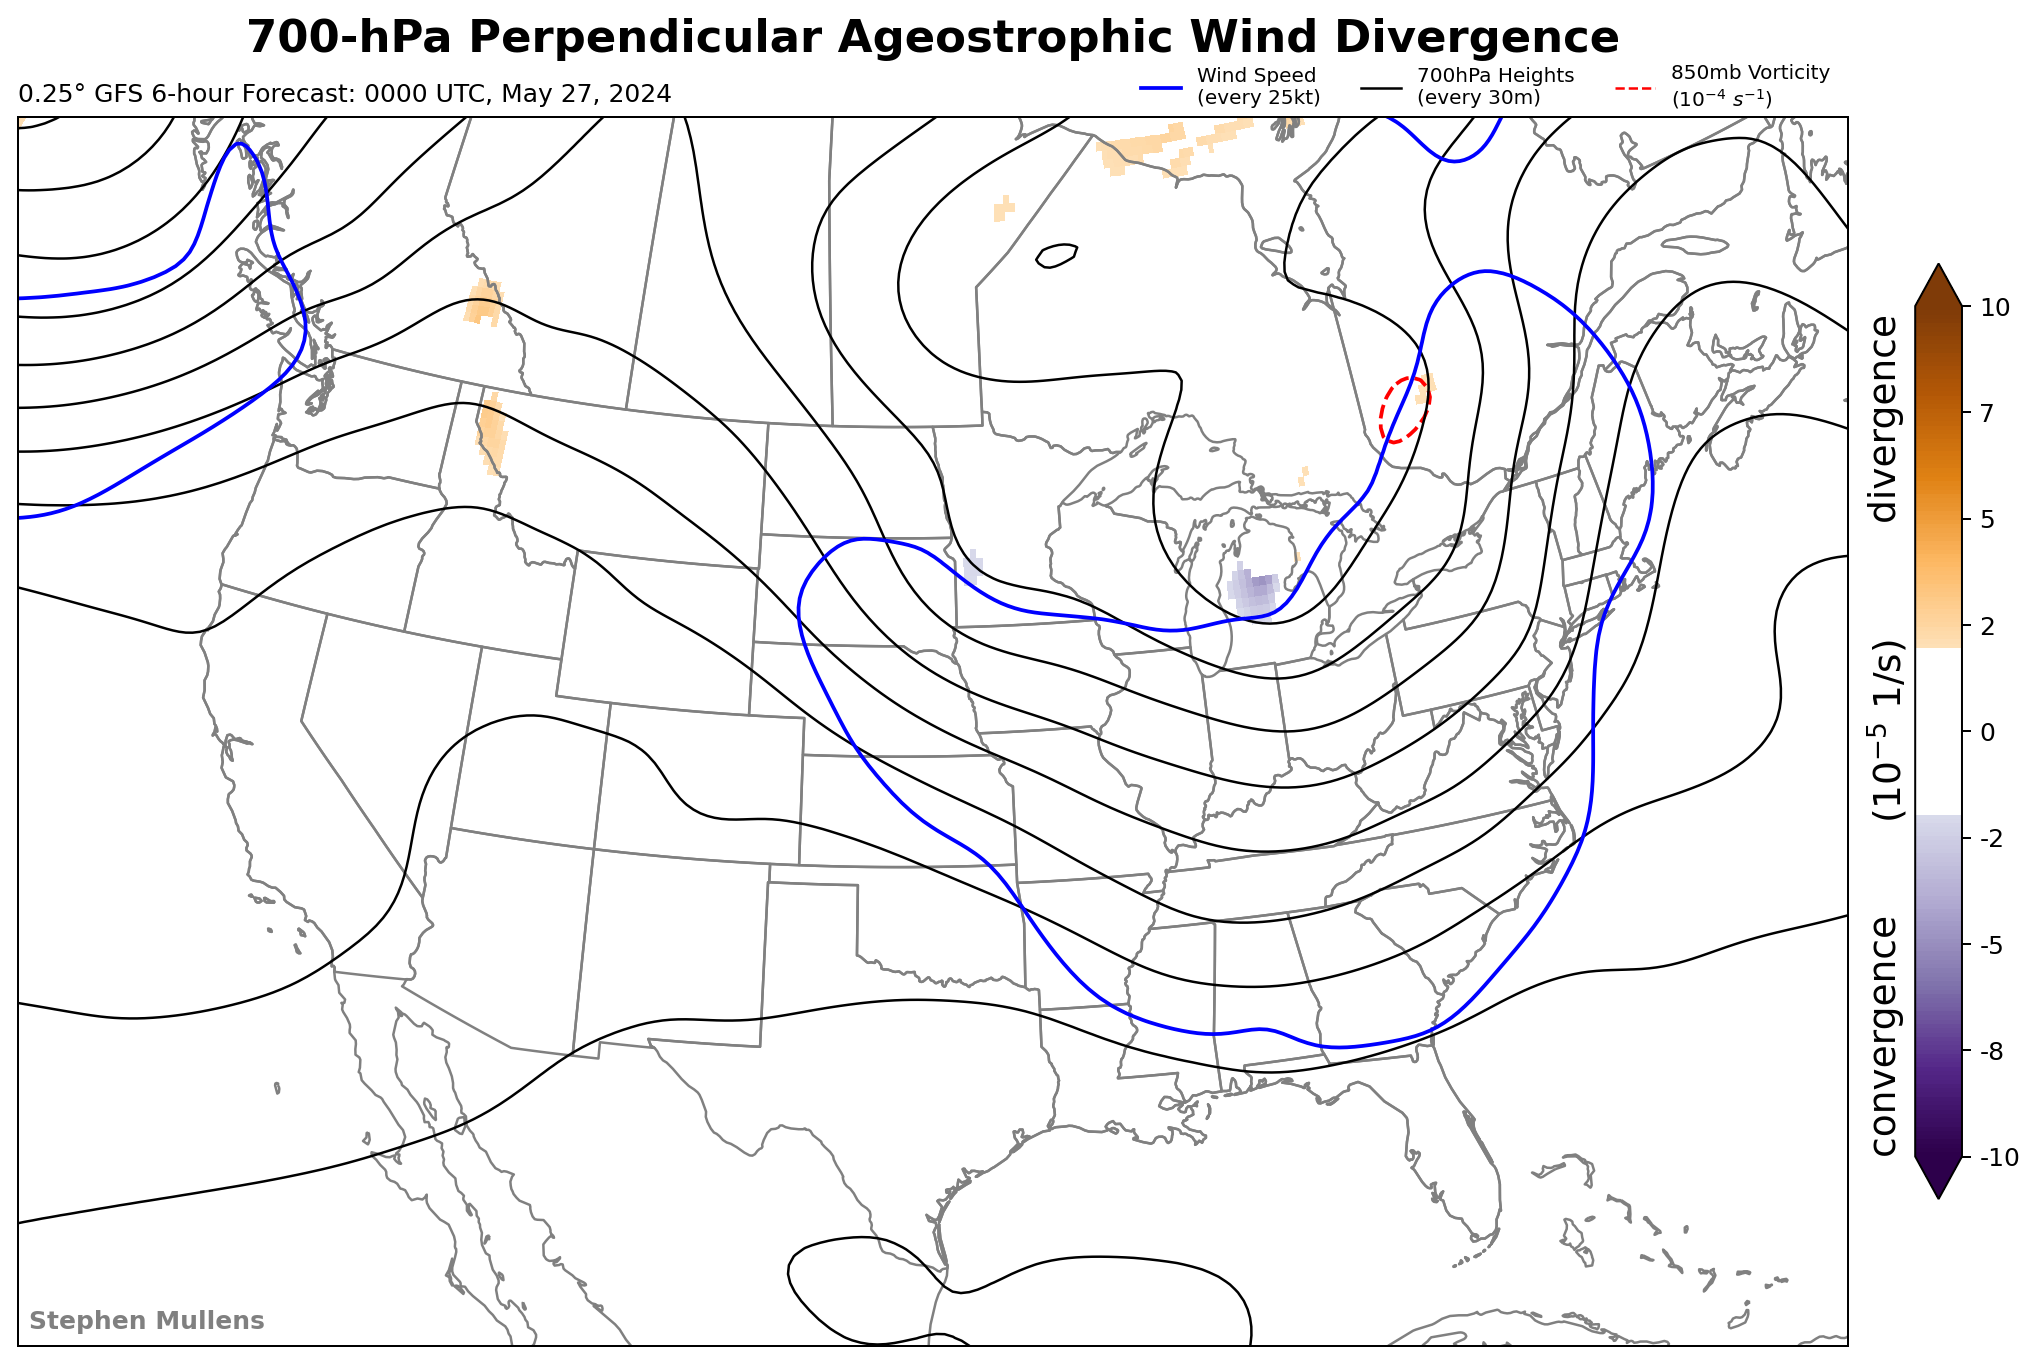 700-hPa Perpendicular Ageostrophic Wind Divergence
0.25° GFS 6-hour Forecast: 0000 UTC, May 27, 2024
Wind Speed
(every 25kt)
700hPa Heights
(every 30m)
850mb Vorticity
(10⁻⁴ s⁻¹)
10
7
5
2
0
-2
-5
-8
-10
convergence (10⁻⁵ 1/s) divergence
Stephen Mullens